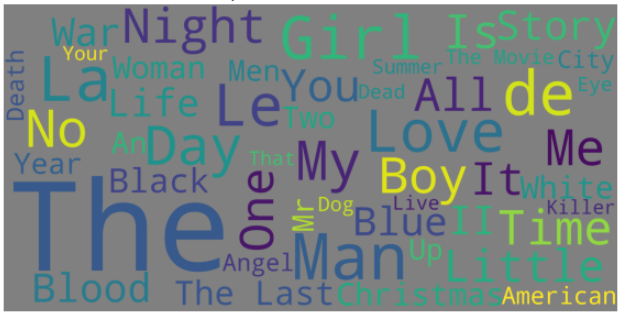 War Night Girl Is Story
Your The Movie City
Death La Woman Men You Summer Eye
Life Le Two Dead All de
No An Day Love Me
Year That My Boy It White
The Black One Mr Dog Live Killer
Blue II Time
Man Up Little
Angel
Blood The Last Christmas American